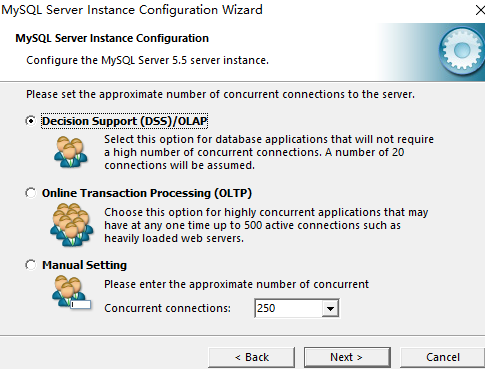 MySQL Server Instance Configuration Wizard
MySQL Server Instance Configuration
Configure the MySQL Server 5.5 server instance.
Please set the approximate number of concurrent connections to the server.
Decision Support (DSS)/OLAP
Select this option for database applications that will not require
a high number of concurrent connections. A number of 20
connections will be assumed.
Online Transaction Processing (OLTP)
Choose this option for highly concurrent applications that may
have at any one time up to 500 active connections such as
heavily loaded web servers.
Manual Setting
Please enter the approximate number of concurrent
Concurrent connections: 250
< Back Next > Cancel